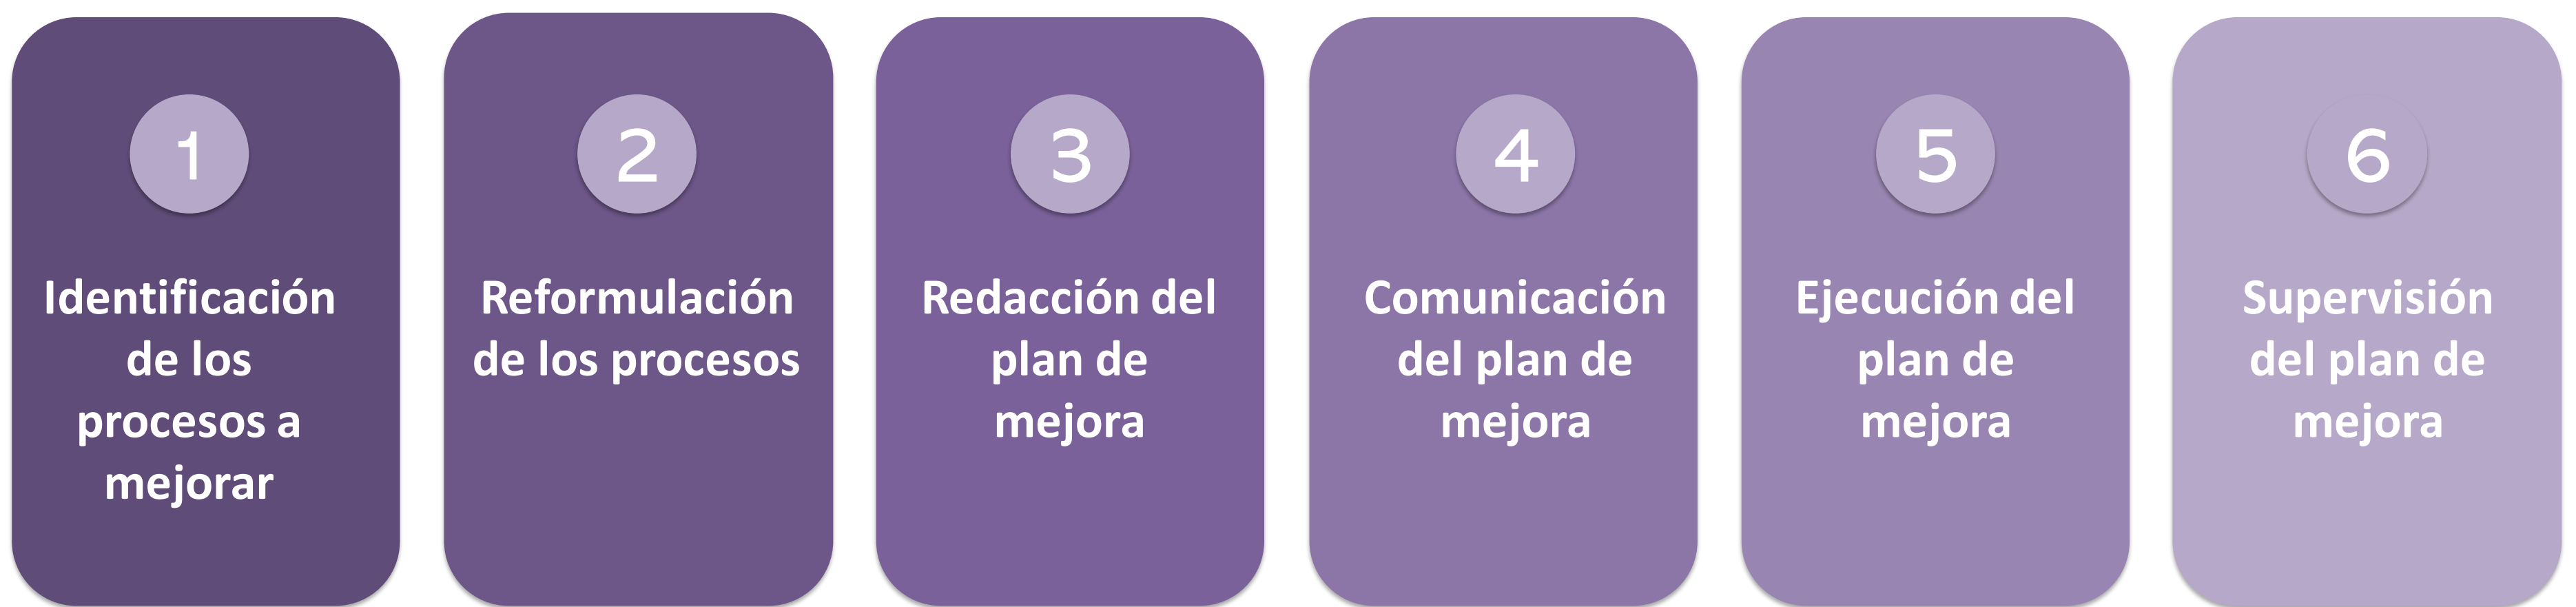 1
Identificación
de los
procesos a
mejorar
2
Reformulación
de los procesos
3
Redacción del
plan de
mejora
4
Comunicación
del plan de
mejora
5
Ejecución del
plan de
mejora
6
Supervisión
del plan de
mejora